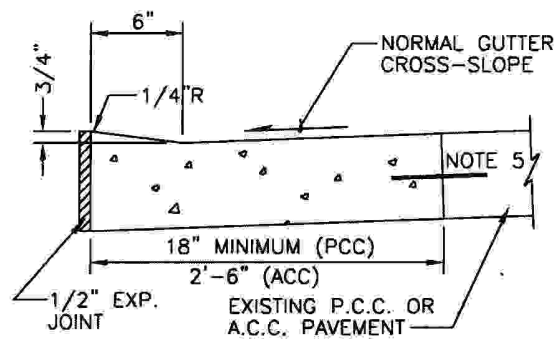 6"
NORMAL GUTTER
CROSS-SLOPE
3/4"
1/4"R
NOTE 5
18" MINIMUM (PCC)
2'-6" (ACC)
1/2" EXP.
JOINT
EXISTING P.C.C. OR
A.C.C. PAVEMENT